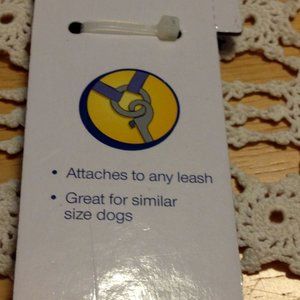 • Attaches to any leash
• Great for similar
size dogs